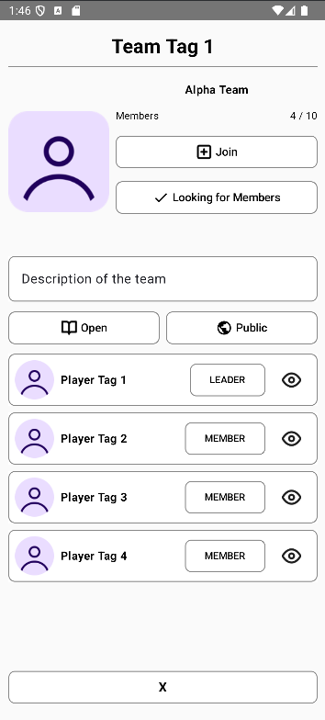 1:46
Team Tag 1
Alpha Team
Members 4 / 10
Join
Looking for Members
Description of the team
Open Public
Player Tag 1 LEADER
Player Tag 2 MEMBER
Player Tag 3 MEMBER
Player Tag 4 MEMBER
X